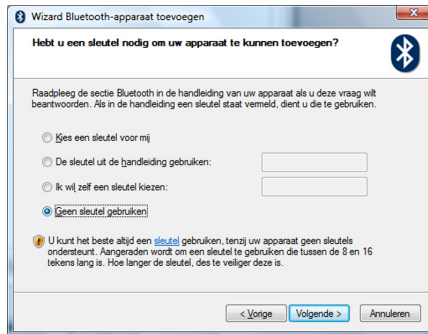 Wizard Bluetooth-apparaat toevoegen
Hebt u een sleutel nodig om uw apparaat te kunnen toevoegen?
Raadpleeg de sectie Bluetooth in de handleiding van uw apparaat als u deze vraag wilt
beantwoorden. Als in de handleiding een sleutel staat vermeld, dient u die te gebruiken.
Kies een sleutel voor mij
De sleutel uit de handleiding gebruiken:
Ik wil zelf een sleutel kiezen:
Geen sleutel gebruiken
U kunt het beste altijd een sleutel gebruiken, tenzij uw apparaat geen sleutels
ondersteunt. Aangeraden wordt om een sleutel te gebruiken die tussen de 8 en 16
tekens lang is. Hoe langer de sleutel, des te veiliger deze is.
< Vorige Volgende > Annuleren